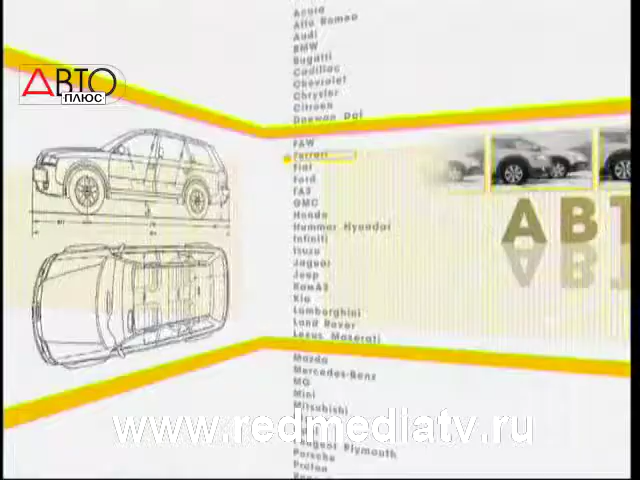 АВТО
ПЛЮС
Acura
Alfa Romeo
Audi
BMW
Bugatti
Cadillac
Chevrolet
Chrysler
Citroen
Daewoo
FAW
Ferrari
Fiat
Ford
ГАЗ
GMC
Honda
Hummer Hyundai
Infiniti
Isuzu
Jaguar
Jeep
КамАЗ
Kia
Lamborghini
Land Rover
Lexus Maserati
Mazda
Mercedes-Benz
MG
Mini
Mitsubishi
Peugeot Plymouth
Porsche
Proton
АВТ
www.redmediatv.ru